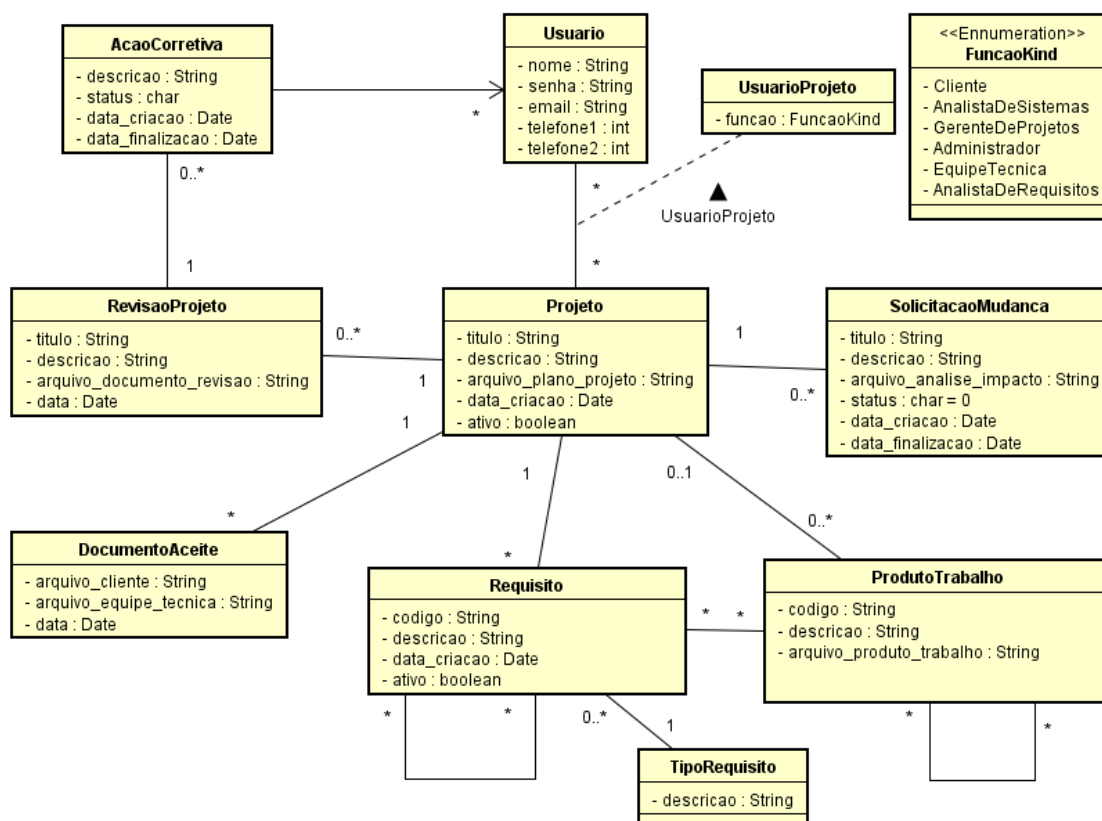 AcaoCorretiva
- descricao : String
- status : char
- data_criacao : Date
- data_finalizacao : Date
Usuario
- nome : String
- senha : String
- email : String
- telefone1 : int
- telefone2 : int
UsuarioProjeto
- funcao : FuncaoKind
<<Ennumeration>>
FuncaoKind
- Cliente
- AnalistaDeSistemas
- GerenteDeProjetos
- Administrador
- EquipeTecnica
- AnalistaDeRequisitos
*
0..*
1
*
*
UsuarioProjeto
RevisaoProjeto
- titulo : String
- descricao : String
- arquivo_documento_revisao : String
- data : Date
0..*
1
Projeto
- titulo : String
- descricao : String
- arquivo_plano_projeto : String
- data_criacao : Date
- ativo : boolean
1
0..*
SolicitacaoMudanca
- titulo : String
- descricao : String
- arquivo_analise_impacto : String
- status : char = 0
- data_criacao : Date
- data_finalizacao : Date
1
*
1
*
0..1
0..*
DocumentoAceite
- arquivo_cliente : String
- arquivo_equipe_tecnica : String
- data : Date
Requisito
- codigo : String
- descricao : String
- data_criacao : Date
- ativo : boolean
*
*
ProdutoTrabalho
- codigo : String
- descricao : String
- arquivo_produto_trabalho : String
*
*
0..*
1
*
*
TipoRequisito
- descricao : String